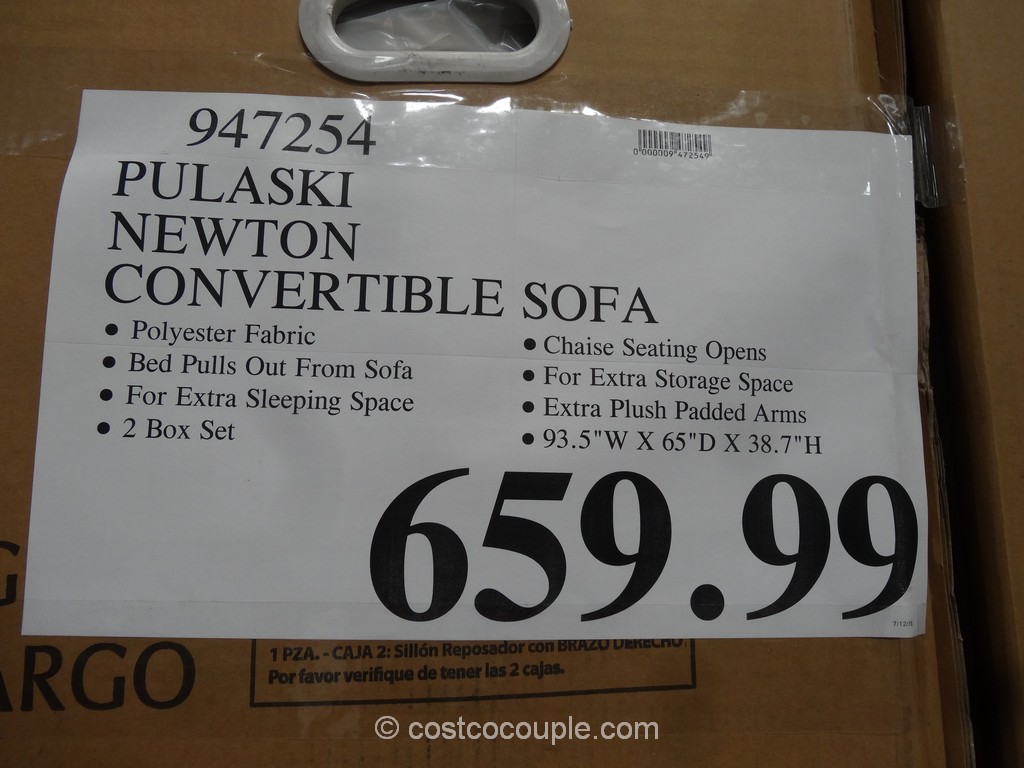 947254
0"000009"472549"
PULASKI
NEWTON
CONVERTIBLE SOFA
• Polyester Fabric
• Bed Pulls Out From Sofa
• For Extra Sleeping Space
• 2 Box Set
• Chaise Seating Opens
• For Extra Storage Space
• Extra Plush Padded Arms
• 93.5"W X 65"D X 38.7"H
659.99
G
ARGO
1 PZA. - CAJA 2: Sillón Reposador con BRAZO DERECHO
Por favor verifique de tener las 2 cajas.
© costcocouple.com